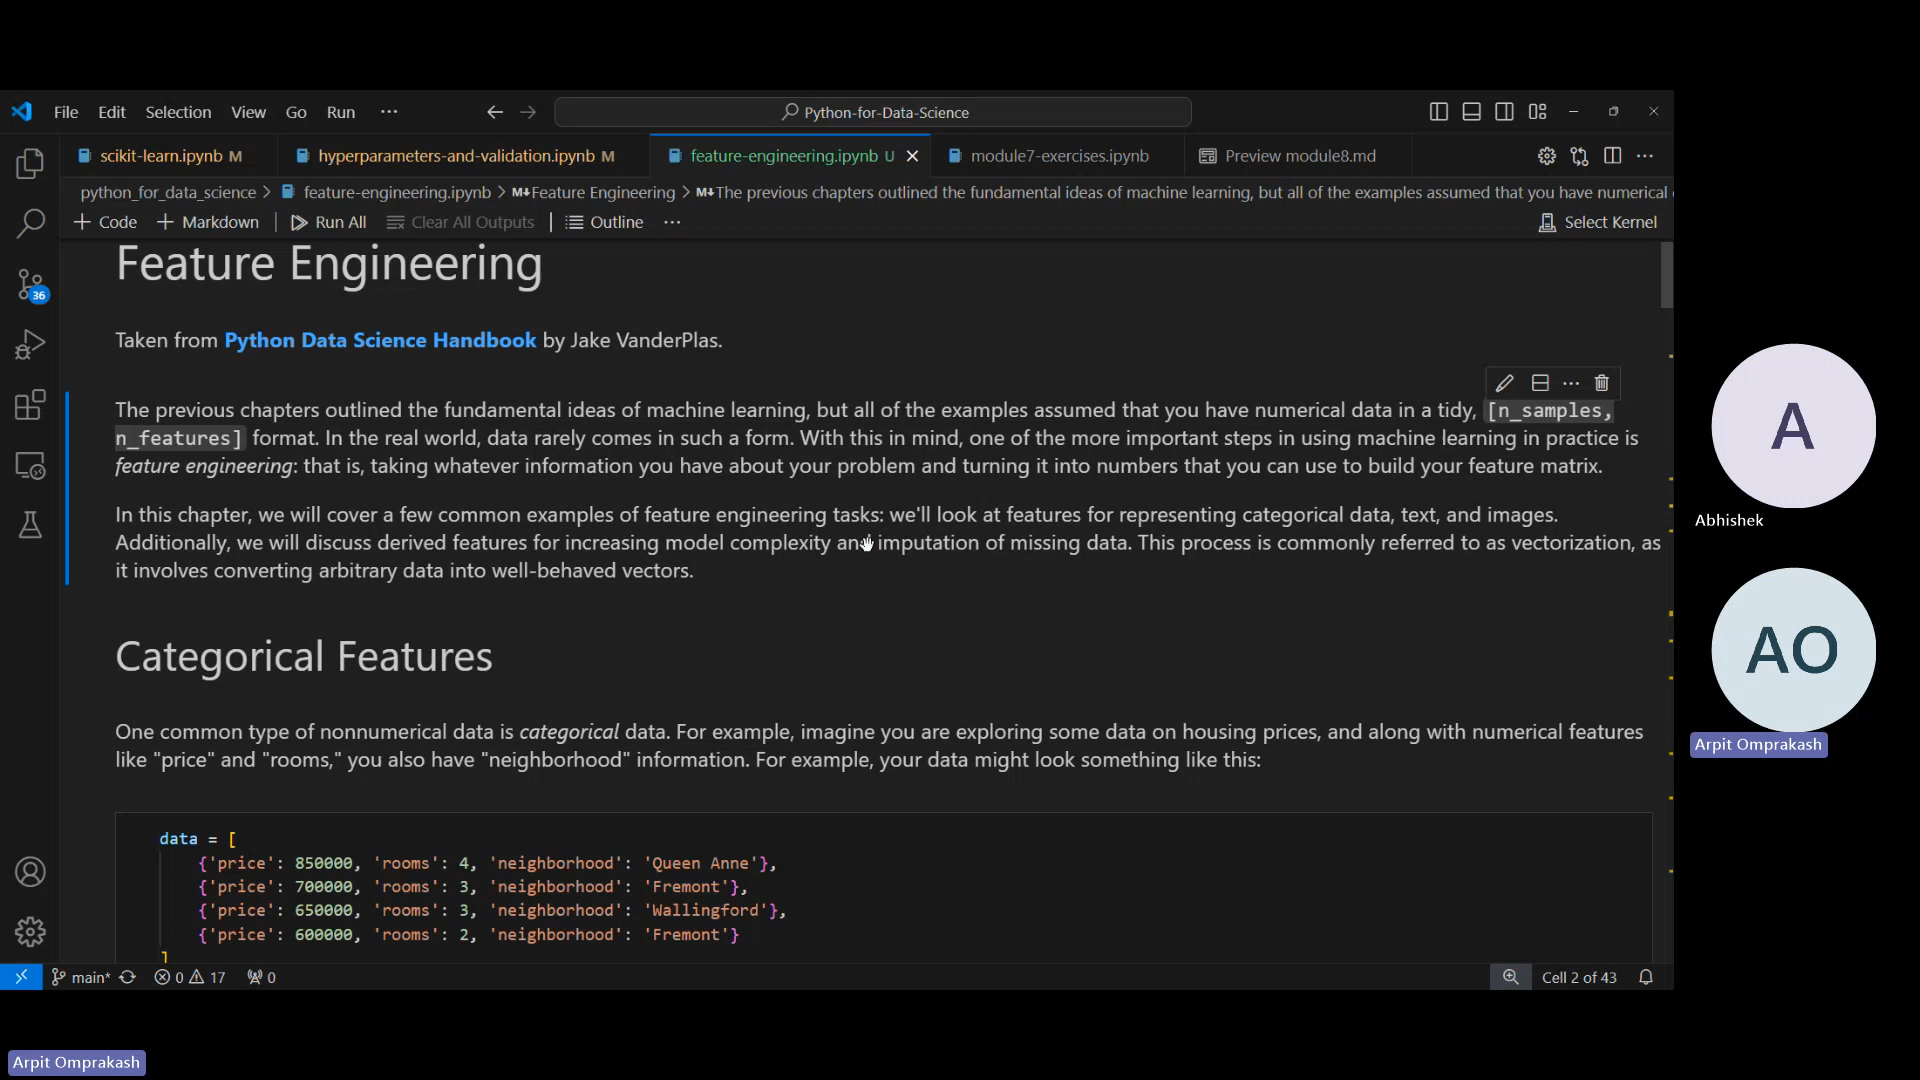 File Edit Selection View Go Run ··· Python-for-Data-Science
scikit-learn.ipynb M hyperparameters-and-validation.ipynb M feature-engineering.ipynb U module7-exercises.ipynb Preview module8.md
python_for_data_science > feature-engineering.ipynb > M↓Feature Engineering > M↓The previous chapters outlined the fundamental ideas of machine learning, but all of the examples assumed that you have numerical
+ Code + Markdown Run All Clear All Outputs Outline ··· Select Kernel
Feature Engineering
Taken from Python Data Science Handbook by Jake VanderPlas.
The previous chapters outlined the fundamental ideas of machine learning, but all of the examples assumed that you have numerical data in a tidy, [n_samples,
n_features] format. In the real world, data rarely comes in such a form. With this in mind, one of the more important steps in using machine learning in practice is
feature engineering: that is, taking whatever information you have about your problem and turning it into numbers that you can use to build your feature matrix.
In this chapter, we will cover a few common examples of feature engineering tasks: we'll look at features for representing categorical data, text, and images.
Additionally, we will discuss derived features for increasing model complexity and imputation of missing data. This process is commonly referred to as vectorization, as
it involves converting arbitrary data into well-behaved vectors.
Categorical Features
One common type of nonnumerical data is categorical data. For example, imagine you are exploring some data on housing prices, and along with numerical features
like "price" and "rooms," you also have "neighborhood" information. For example, your data might look something like this:
data = [
{'price': 850000, 'rooms': 4, 'neighborhood': 'Queen Anne'},
{'price': 700000, 'rooms': 3, 'neighborhood': 'Fremont'},
{'price': 650000, 'rooms': 3, 'neighborhood': 'Wallingford'},
{'price': 600000, 'rooms': 2, 'neighborhood': 'Fremont'}
]
36
main* 0 17 0 Cell 2 of 43
A
Abhishek
AO
Arpit Omprakash
Arpit Omprakash